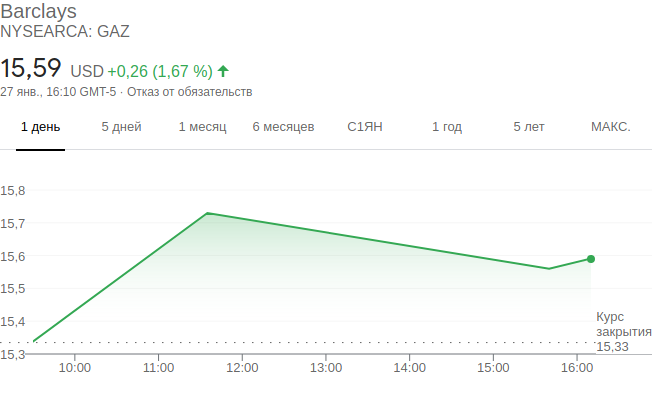 Barclays
NYSEARCA: GAZ
15,59 USD +0,26 (1,67 %)
27 янв., 16:10 GMT-5 · Отказ от обязательств
1 день 5 дней 1 месяц 6 месяцев С1ЯН 1 год 5 лет МАКС.
15,8
15,7
15,6
15,5
15,4
Курс
закрытия
15,33
15,3
10:00 11:00 12:00 13:00 14:00 15:00 16:00